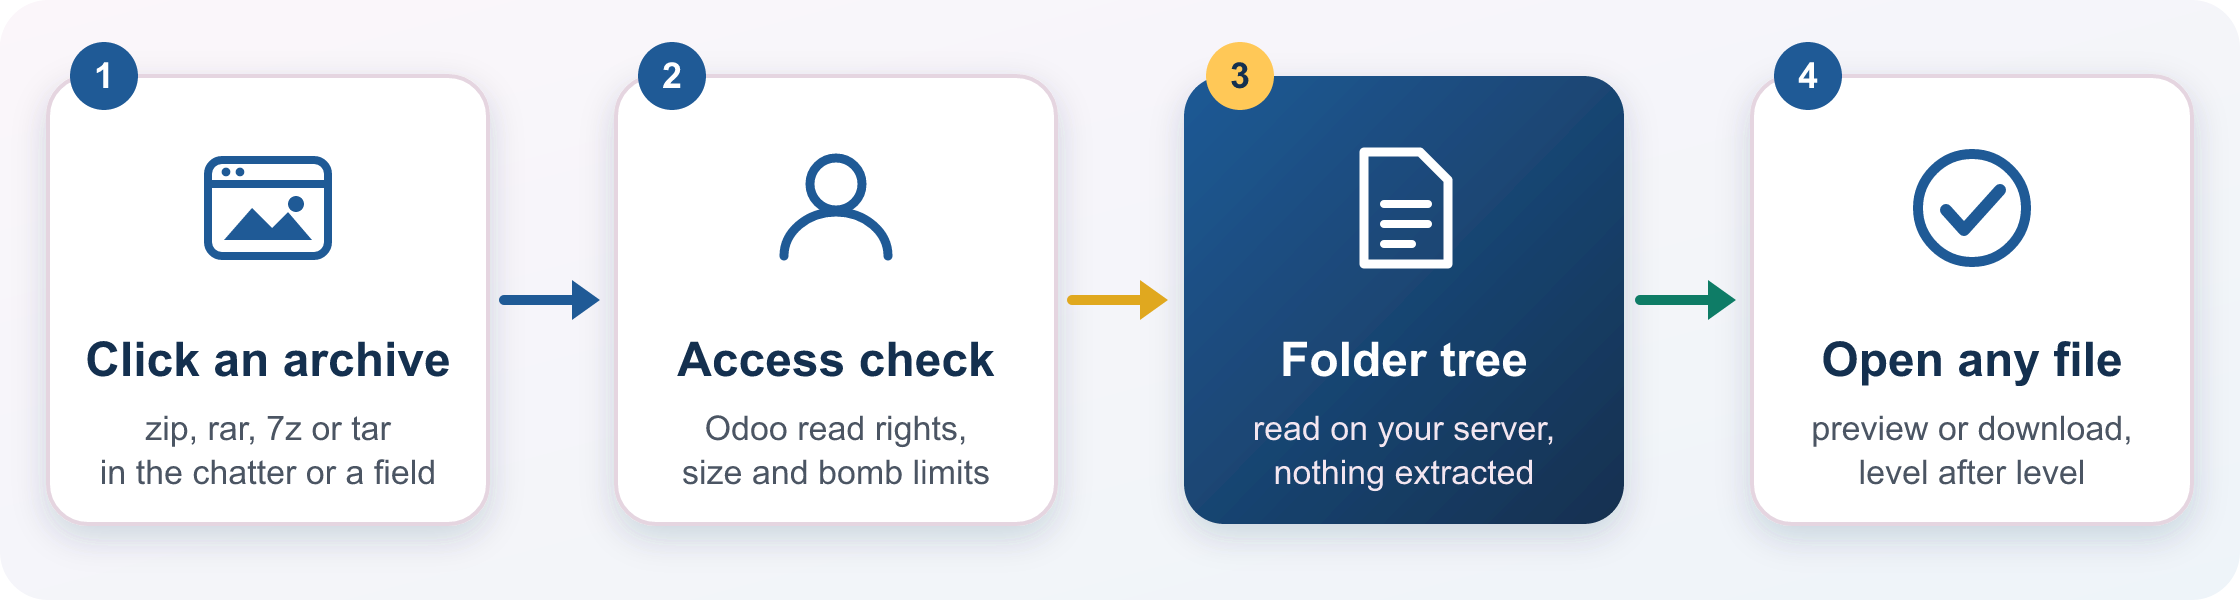 1
Click an archive
zip, rar, 7z or tar
in the chatter or a field
2
Access check
Odoo read rights,
size and bomb limits
3
Folder tree
read on your server,
nothing extracted
4
Open any file
preview or download,
level after level